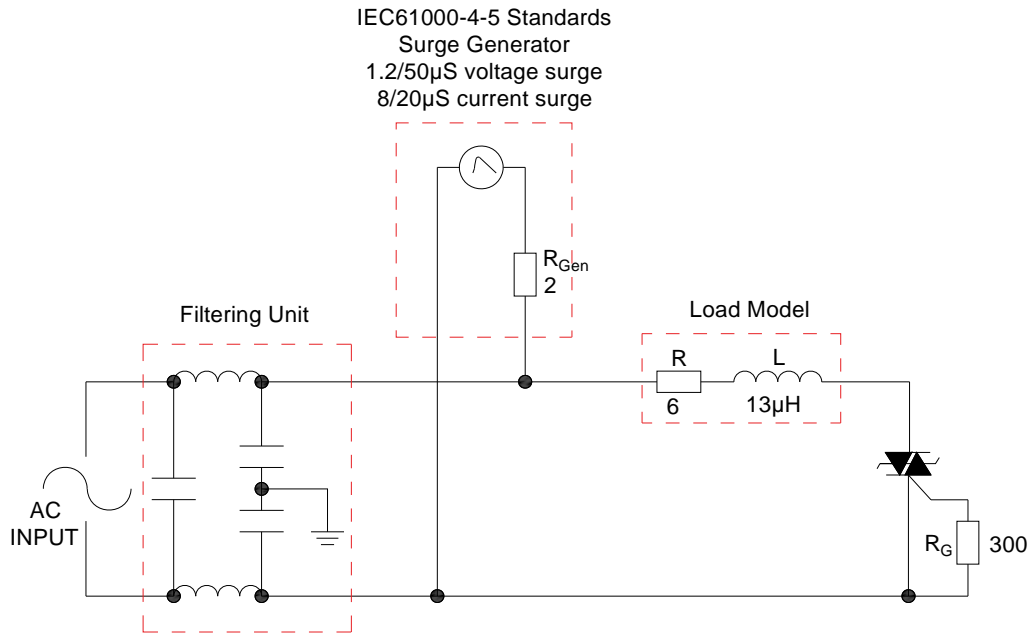 IEC61000-4-5 Standards
Surge Generator
1.2/50µS voltage surge
8/20µS current surge
RGen
2
Filtering Unit
Load Model
R
L
6
13µH
AC
INPUT
RG
300